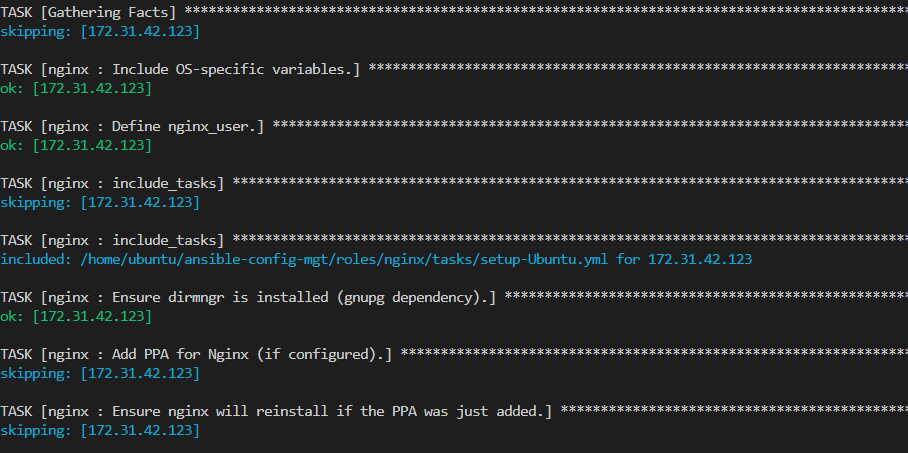 TASK [Gathering Facts] *******************************************************************************************
skipping: [172.31.42.123]
TASK [nginx : Include OS-specific variables.] ********************************************************************
ok: [172.31.42.123]
TASK [nginx : Define nginx_user.] ********************************************************************************
ok: [172.31.42.123]
TASK [nginx : include_tasks] *************************************************************************************
skipping: [172.31.42.123]
TASK [nginx : include_tasks] *************************************************************************************
included: /home/ubuntu/ansible-config-mgt/roles/nginx/tasks/setup-Ubuntu.yml for 172.31.42.123
TASK [nginx : Ensure dirmngr is installed (gnupg dependency).] ***************************************************
ok: [172.31.42.123]
TASK [nginx : Add PPA for Nginx (if configured).] ****************************************************************
skipping: [172.31.42.123]
TASK [nginx : Ensure nginx will reinstall if the PPA was just added.] ********************************************
skipping: [172.31.42.123]